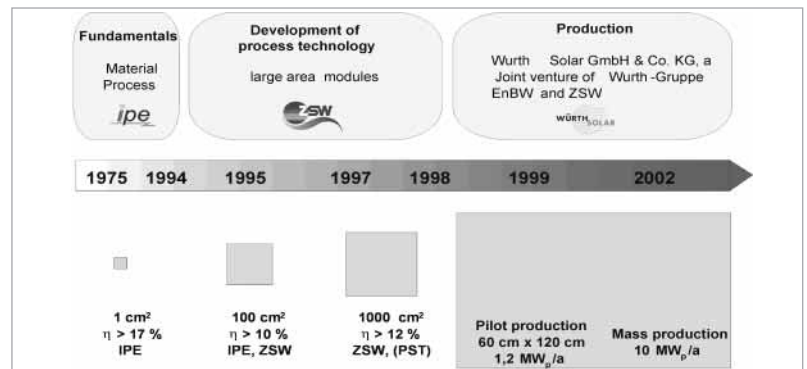 Fundamentals
Material
Process
ipe
Development of
process technology
large area modules
ZSW
Production
Wurth Solar GmbH & Co. KG, a
Joint venture of Wurth -Gruppe
EnBW and ZSW
WÜRTH SOLAR
1975 1994 1995 1997 1998 1999 2002
1 cm²
η > 17 %
IPE
100 cm²
η > 10 %
IPE, ZSW
1000 cm²
η > 12 %
ZSW, (PST)
Pilot production
60 cm x 120 cm
1,2 MWp/a
Mass production
10 MWp/a